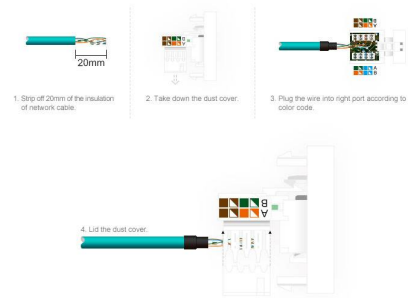 20mm
1. Strip off 20mm of the insulation
of network cable.
2. Take down the dust cover.
B
A
3. Plug the wire into right port according to
color code.
B
A
A
B
4. Lid the dust cover.
B
A